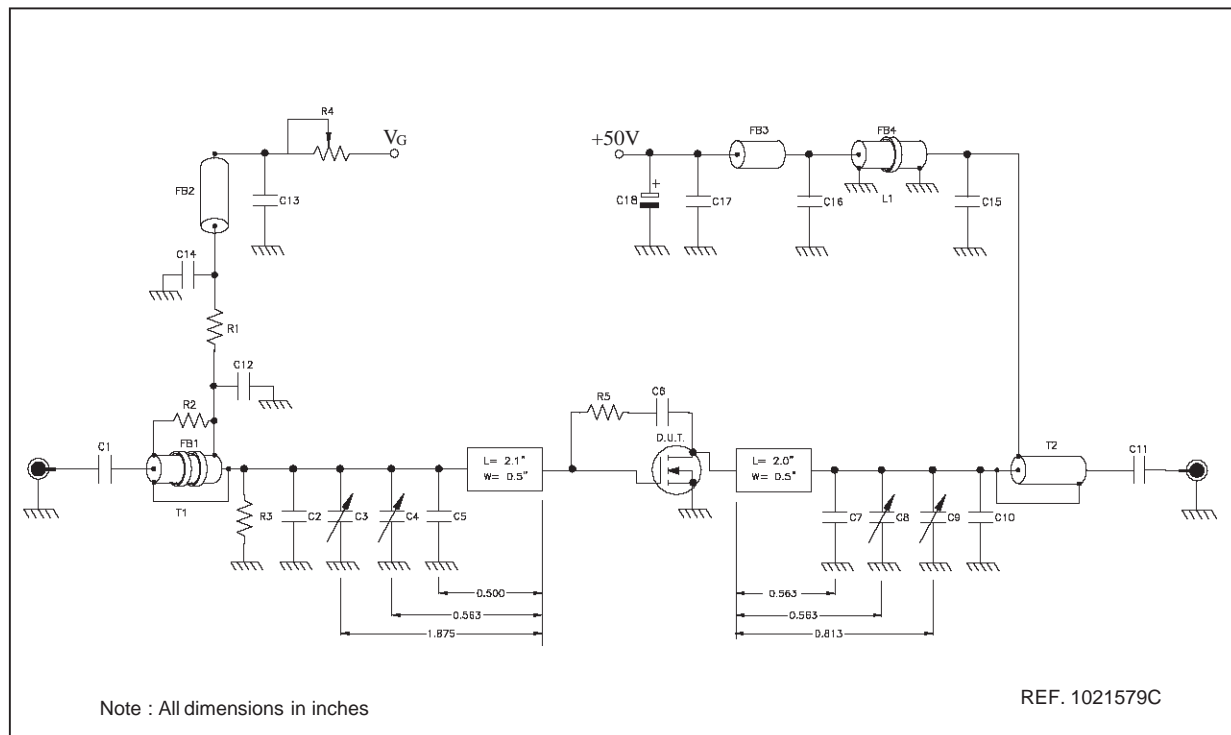 R4
VG
+50V
FB3
FB4
FB2
C13
C18
+
C17
C16
L1
C15
C14
R1
C12
R2
R5
C6
D.U.T.
C1
FB1
T1
L= 2.1"
W= 0.5"
L= 2.0"
W= 0.5"
T2
C11
R3
C2
C3
C4
C5
C7
C8
C9
C10
0.500
0.563
0.563
0.563
1.875
0.813
Note : All dimensions in inches
REF. 1021579C